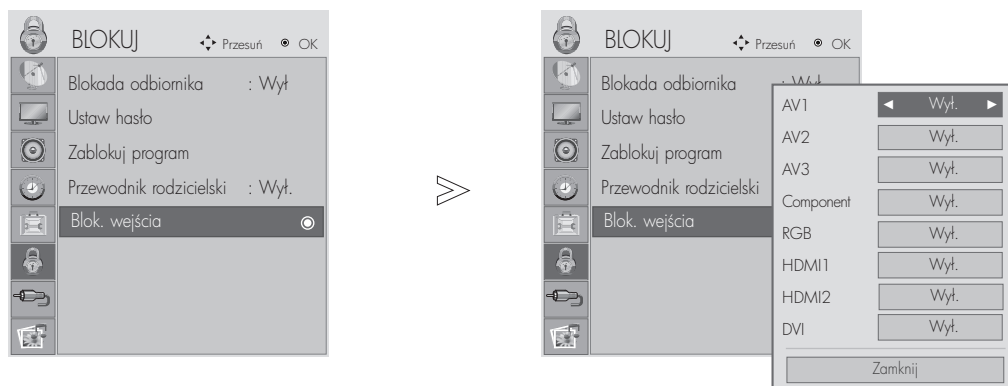 BLOKUJ Przesuń OK
Blokada odbiornika : Wył
Ustaw hasło
Zablokuj program
Przewodnik rodzicielski : Wył.
Blok. wejścia
BLOKUJ Przesuń OK
Blokada odbiornika : Wył
Ustaw hasło
Zablokuj program
Przewodnik rodzicielski
Blok. wejścia
AV1 Wył.
AV2 Wył.
AV3 Wył.
Component Wył.
RGB Wył.
HDMI1 Wył.
HDMI2 Wył.
DVI Wył.
Zamknij